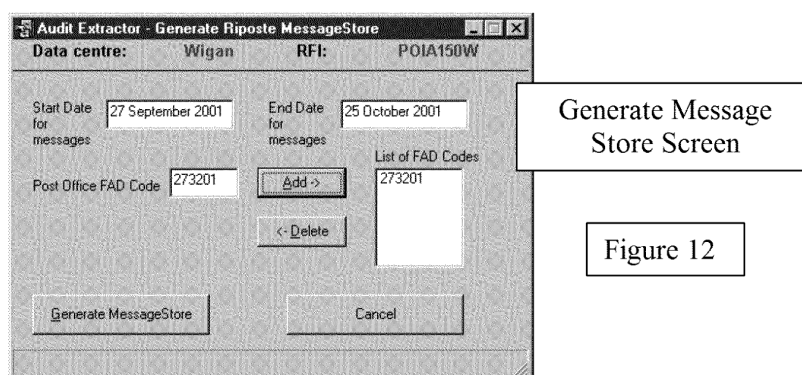 Audit Extractor - Generate Riposte MessageStore
Data centre: Wigan RFI: POIA150W
Start Date
for
messages
27 September 2001
End Date
for
messages
25 October 2001
Post Office FAD Code
273201
Add ->
<- Delete
List of FAD Codes
273201
Generate MessageStore
Cancel
Generate Message
Store Screen
Figure 12